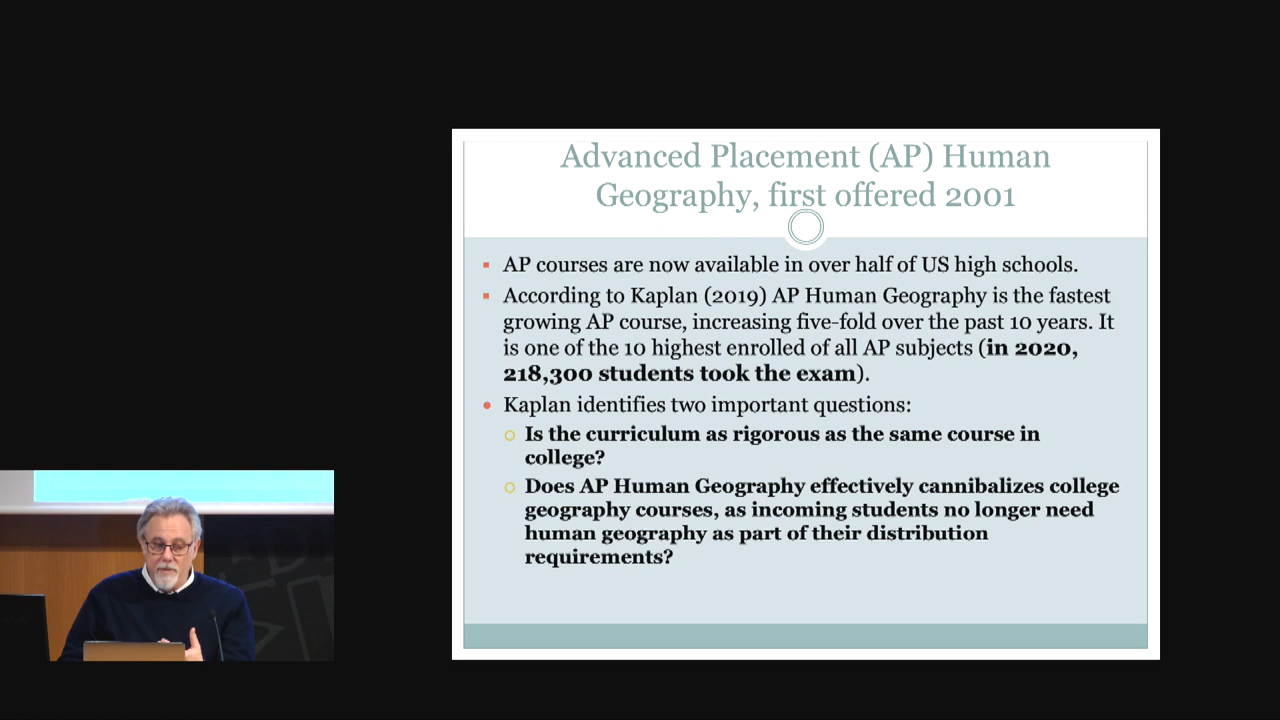 Advanced Placement (AP) Human
Geography, first offered 2001
AP courses are now available in over half of US high schools.
According to Kaplan (2019) AP Human Geography is the fastest
growing AP course, increasing five-fold over the past 10 years. It
is one of the 10 highest enrolled of all AP subjects (in 2020,
218,300 students took the exam).
Kaplan identifies two important questions:
Is the curriculum as rigorous as the same course in
college?
Does AP Human Geography effectively cannibalizes college
geography courses, as incoming students no longer need
human geography as part of their distribution
requirements?